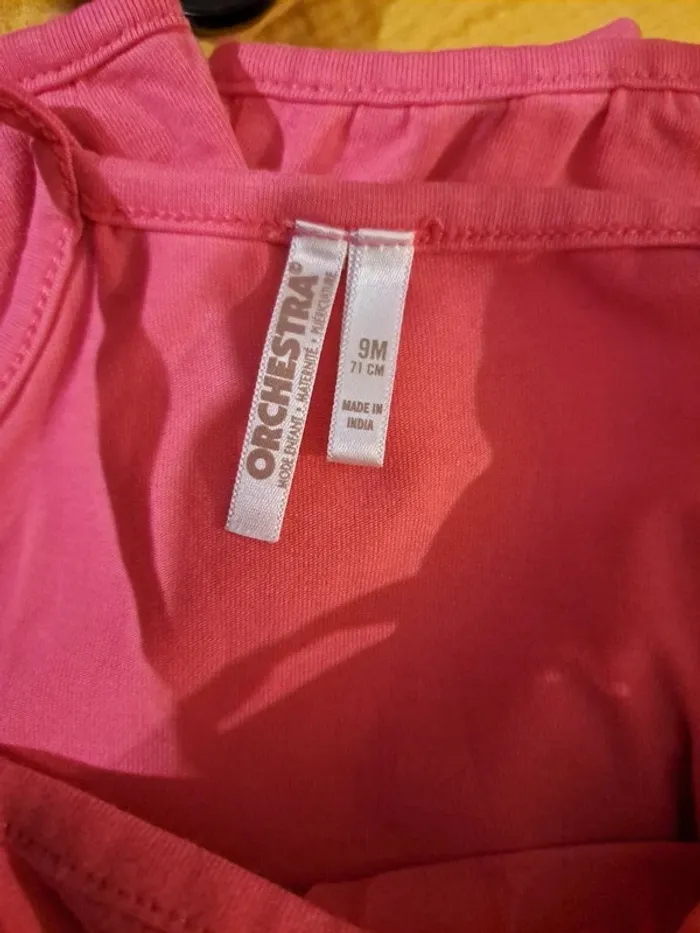 ORCHESTRA®
MODE ENFANT • MATERNITÉ • PUÉRICULTURE
9M
71 CM
MADE IN
INDIA